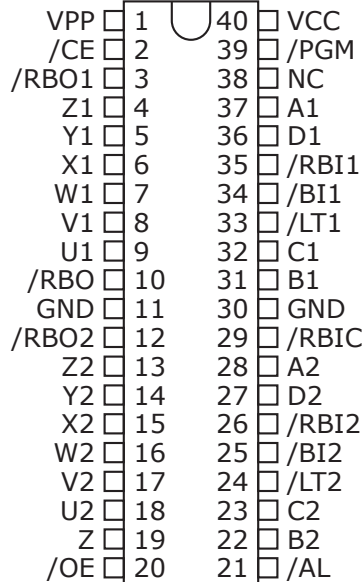 VPP 1 40 VCC
/CE 2 39 /PGM
/RBO1 3 38 NC
Z1 4 37 A1
Y1 5 36 D1
X1 6 35 /RBI1
W1 7 34 /BI1
V1 8 33 /LT1
U1 9 32 C1
/RBO 10 31 B1
GND 11 30 GND
/RBO2 12 29 /RBIC
Z2 13 28 A2
Y2 14 27 D2
X2 15 26 /RBI2
W2 16 25 /BI2
V2 17 24 /LT2
U2 18 23 C2
Z 19 22 B2
/OE 20 21 /AL